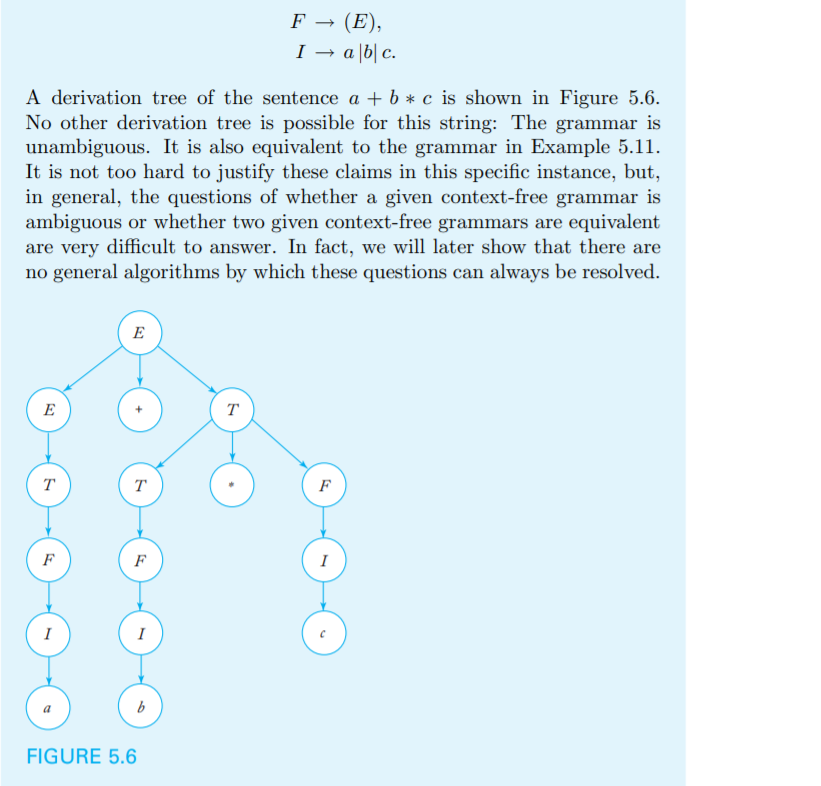 F → (E),
I → a |b| c.
A derivation tree of the sentence a + b ∗ c is shown in Figure 5.6.
No other derivation tree is possible for this string: The grammar is
unambiguous. It is also equivalent to the grammar in Example 5.11.
It is not too hard to justify these claims in this specific instance, but,
in general, the questions of whether a given context-free grammar is
ambiguous or whether two given context-free grammars are equivalent
are very difficult to answer. In fact, we will later show that there are
no general algorithms by which these questions can always be resolved.
E
E + T
T T * F
F F I
I I c
a b
FIGURE 5.6